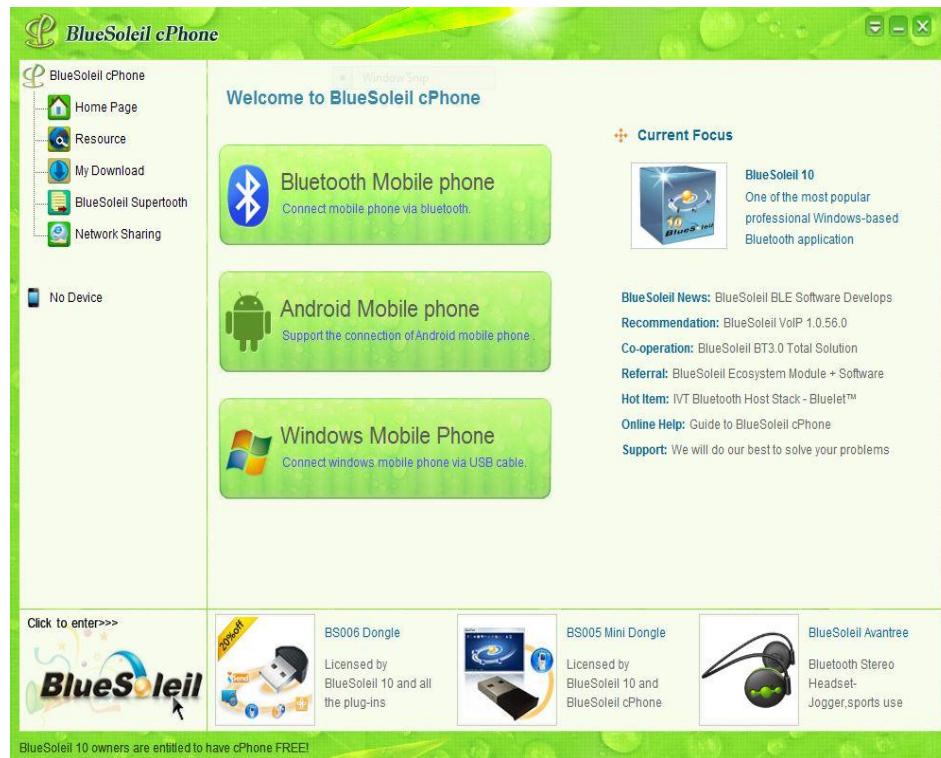 BlueSoleil cPhone
BlueSoleil cPhone
Home Page
Resource
My Download
BlueSoleil Supertooth
Network Sharing
No Device
Window Snip
Welcome to BlueSoleil cPhone
Bluetooth Mobile phone
Connect mobile phone via bluetooth.
Android Mobile phone
Support the connection of Android mobile phone .
Windows Mobile Phone
Connect windows mobile phone via USB cable.
Current Focus
10
BlueSoleil
BlueSoleil 10
One of the most popular
professional Windows-based
Bluetooth application
BlueSoleil News: BlueSoleil BLE Software Develops
Recommendation: BlueSoleil VoIP 1.0.56.0
Co-operation: BlueSoleil BT3.0 Total Solution
Referral: BlueSoleil Ecosystem Module + Software
Hot Item: IVT Bluetooth Host Stack - Bluelet™
Online Help: Guide to BlueSoleil cPhone
Support: We will do our best to solve your problems
Click to enter>>>
BlueSoleil
20%off
Send
BS006 Dongle
Licensed by
BlueSoleil 10 and all
the plug-ins
BS005 Mini Dongle
Licensed by
BlueSoleil 10 and
BlueSoleil cPhone
BlueSoleil Avantree
Bluetooth Stereo
Headset-
Jogger,sports use
BlueSoleil 10 owners are entitled to have cPhone FREE!